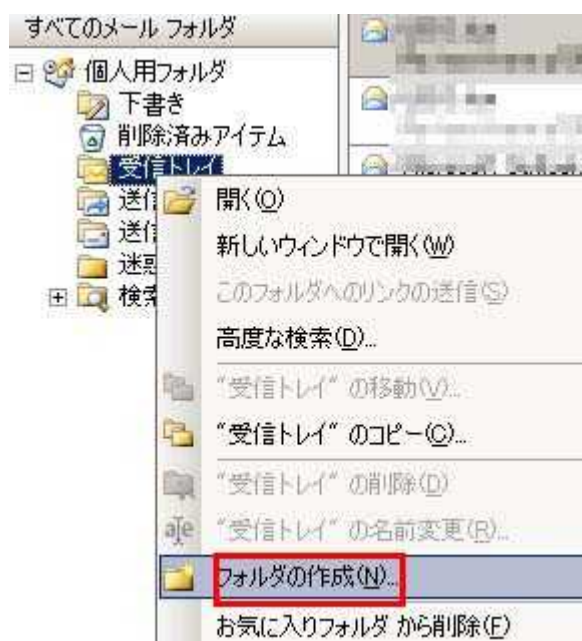 すべてのメール フォルダ
個人用フォルダ
下書き
削除済みアイテム
受信トレイ
送信
送信
迷惑
検索
開く(O)
新しいウィンドウで開く(W)
このフォルダへのリンクの送信(S)
高度な検索(D)...
"受信トレイ" の移動(V)...
"受信トレイ" のコピー(C)...
"受信トレイ" の削除(D)
"受信トレイ" の名前変更(R)...
フォルダの作成(N)...
お気に入りフォルダ から削除(F)